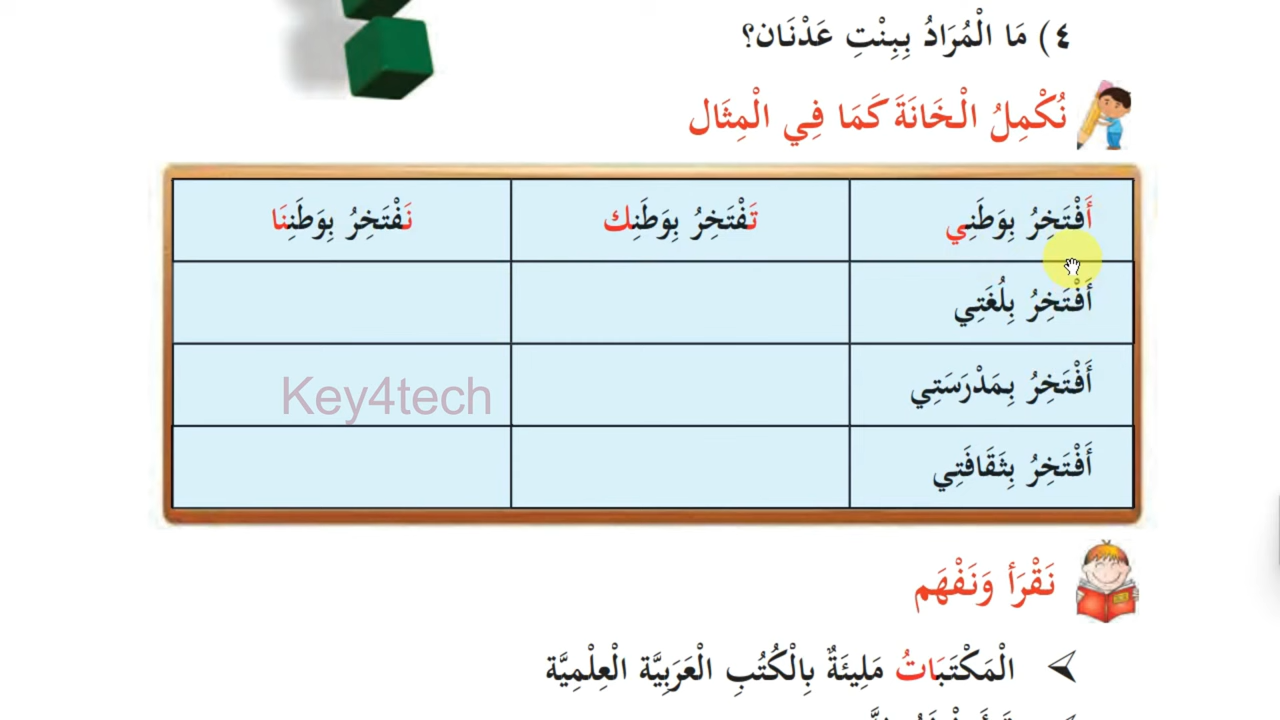 ٤) مَا الْمُرَادُ بِبِنْتِ عَدْنَان؟
نُكْمِلُ الْخَانَةَ كَمَا فِي الْمِثَال
أَفْتَخِرُ بِوَطَنِي تَفْتَخِرُ بِوَطَنِك نَفْتَخِرُ بِوَطَنِنَا
أَفْتَخِرُ بِلُغَتِي
أَفْتَخِرُ بِمَدْرَسَتِي
Key4tech
أَفْتَخِرُ بِثَقَافَتِي
نَقْرَأ وَنَفْهَم
الْمَكْتَبَاتُ مَلِيئَةٌ بِالْكُتُبِ الْعَرَبِيَّة الْعِلْمِيَّة